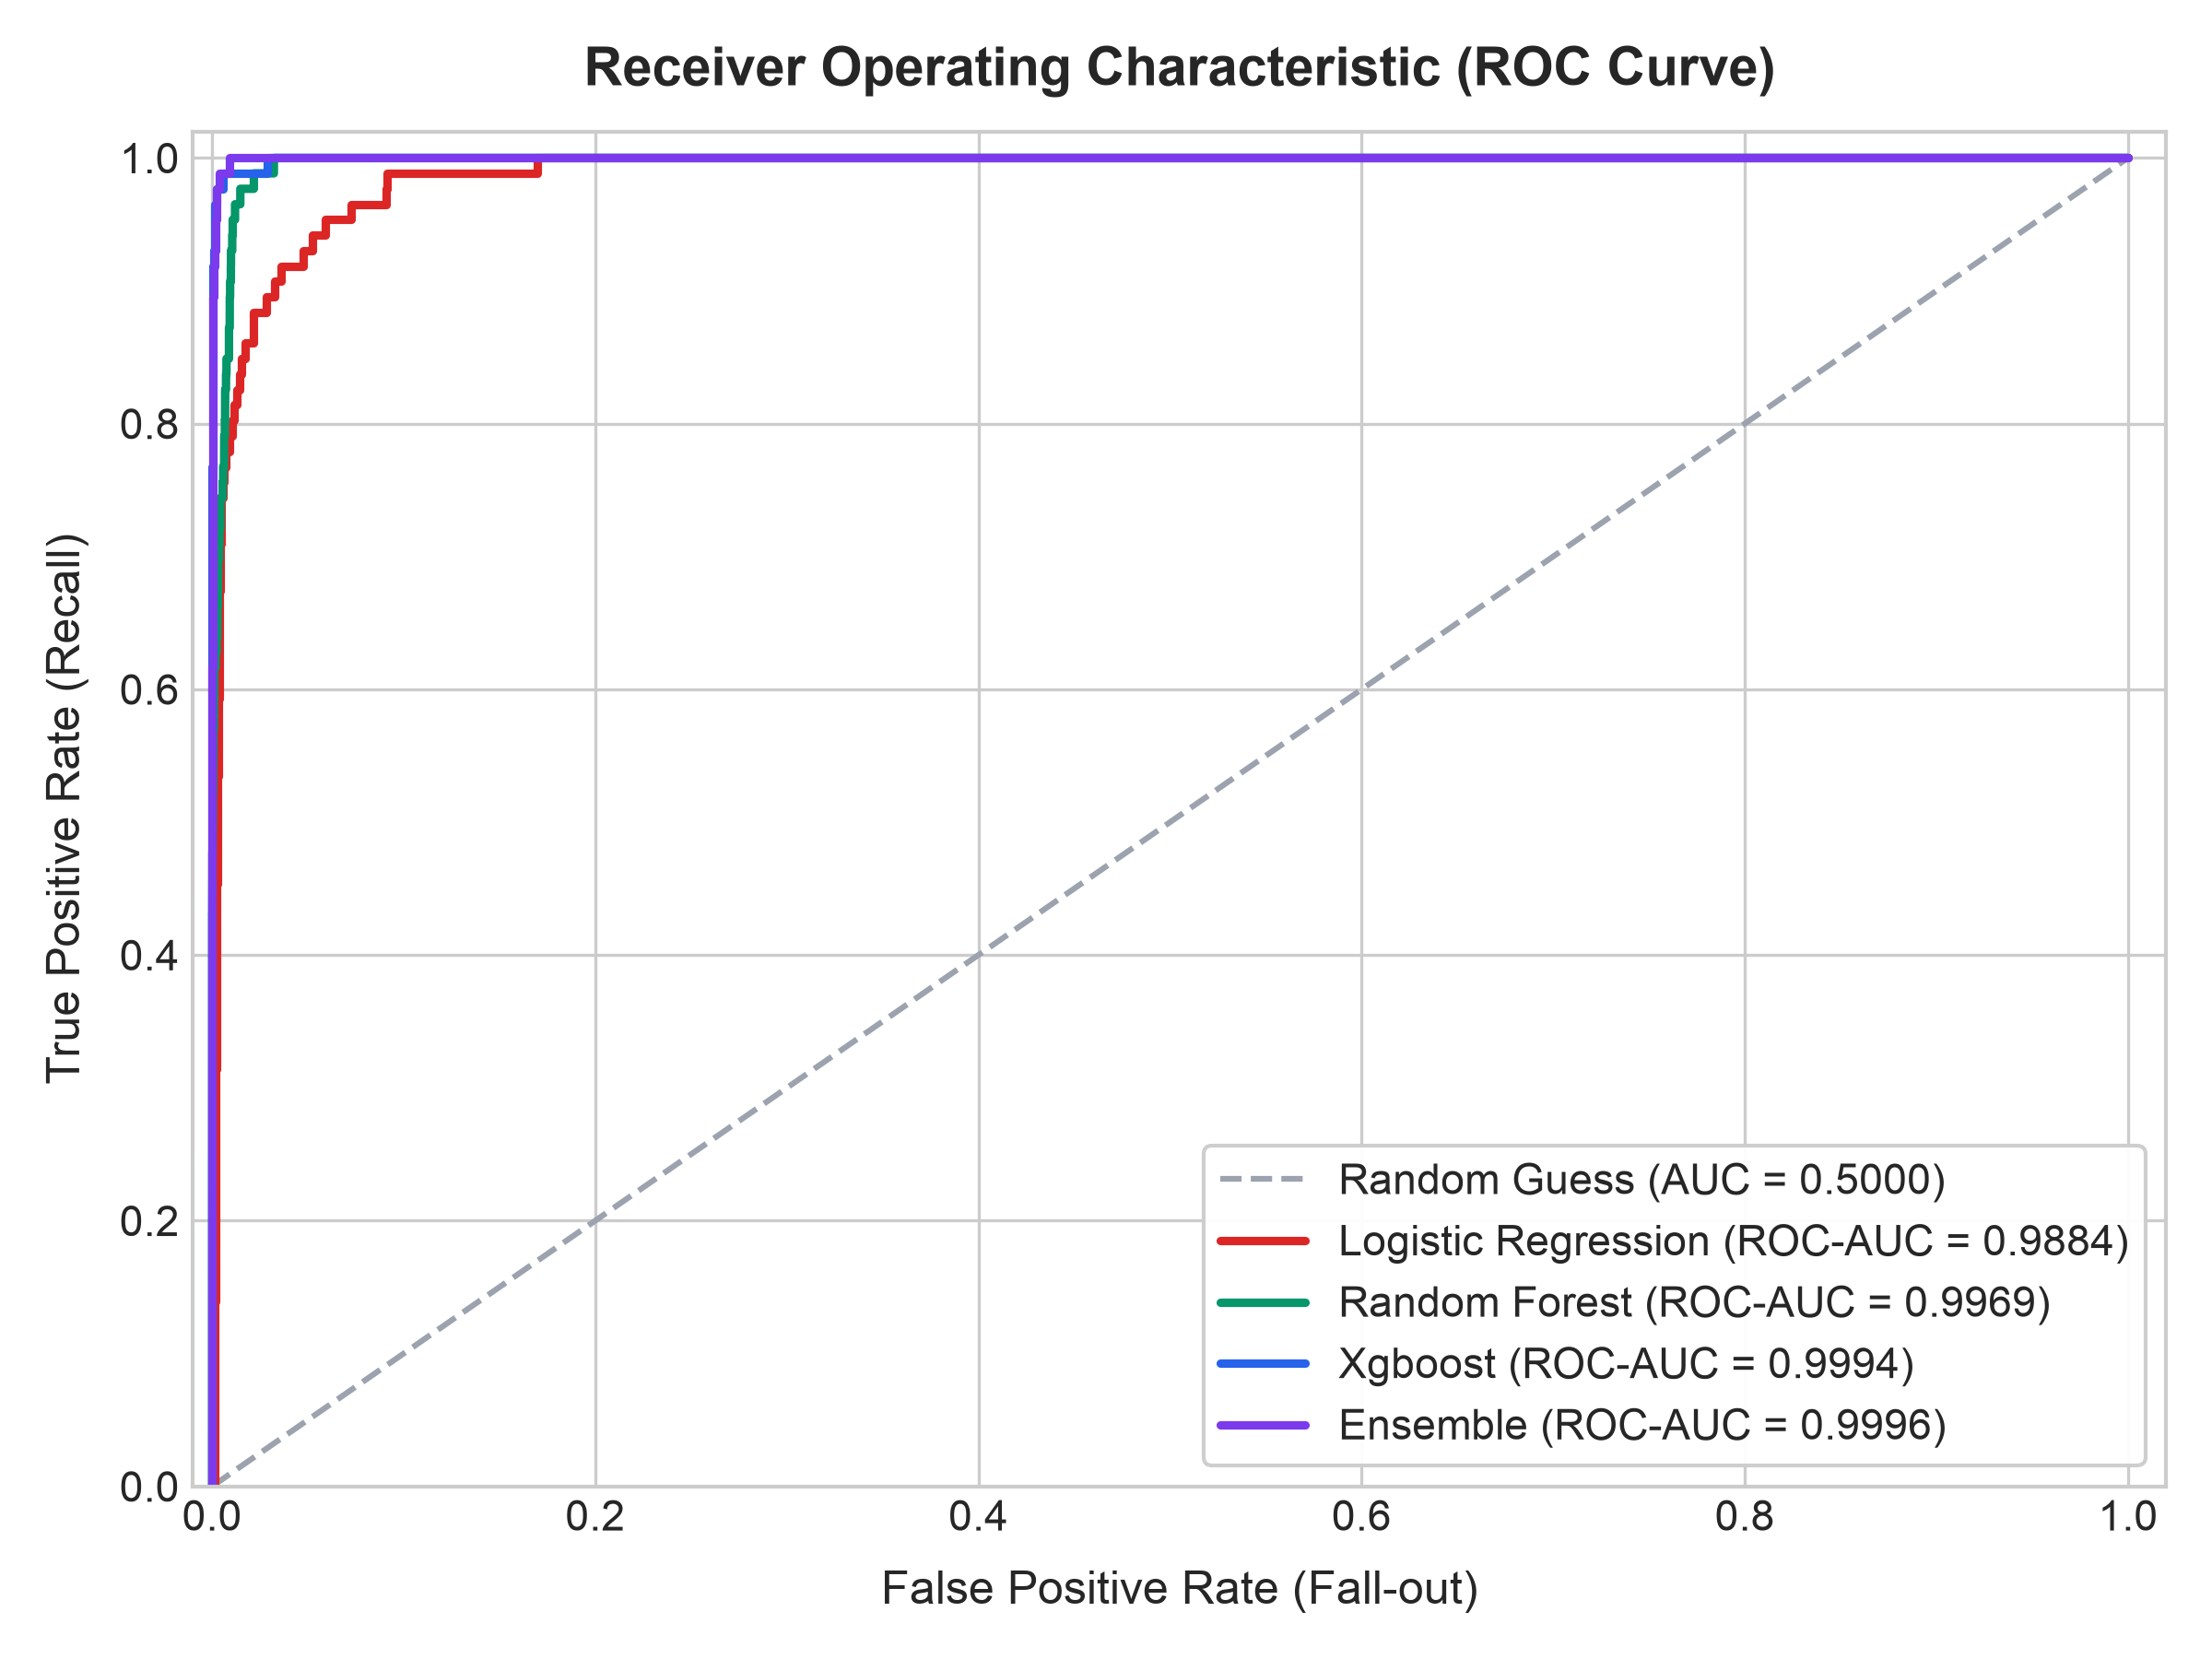 Receiver Operating Characteristic (ROC Curve)
True Positive Rate (Recall)
1.0
0.8
0.6
0.4
0.2
0.0
0.0 0.2 0.4 0.6 0.8 1.0
False Positive Rate (Fall-out)
Random Guess (AUC = 0.5000)
Logistic Regression (ROC-AUC = 0.9884)
Random Forest (ROC-AUC = 0.9969)
Xgboost (ROC-AUC = 0.9994)
Ensemble (ROC-AUC = 0.9996)